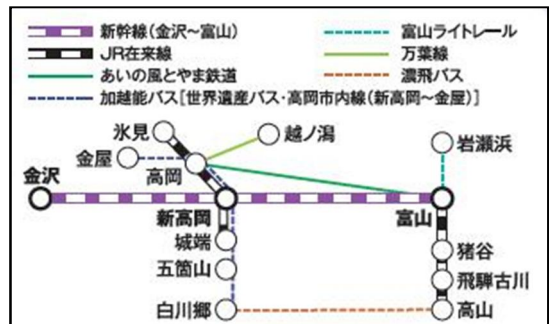 新幹線(金沢~富山)
JR在来線
あいの風とやま鉄道
加越能バス[世界遺産バス・高岡市内線(新高岡~金屋)]
富山ライトレール
万葉線
濃飛バス
氷見
越ノ潟
岩瀬浜
金屋
高岡
金沢
新高岡
富山
城端
猪谷
五箇山
飛騨古川
白川郷
高山